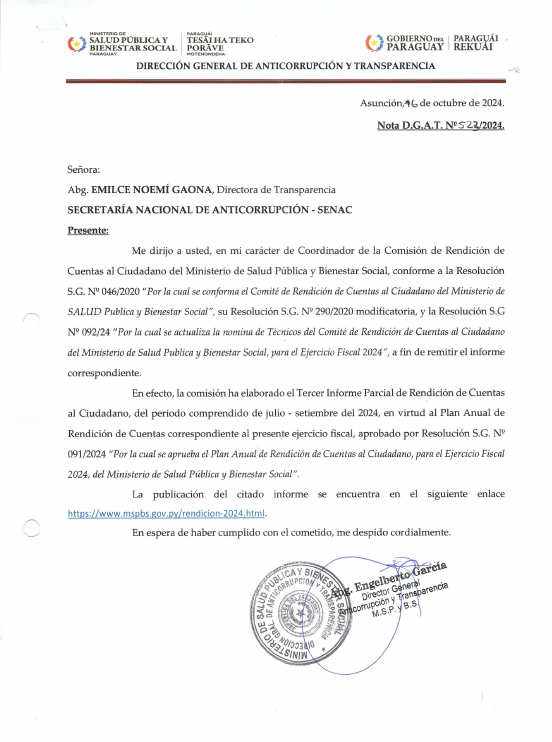 MINISTERIO DE
SALUD PÚBLICA Y
BIENESTAR SOCIAL
PARAGUAY
PARAGUÁI
TESÃI HA TEKO
PORÃVE
MOTENONDEHA
GOBIERNO DEL
PARAGUAY
PARAGUÁI
REKUÁI
DIRECCIÓN GENERAL DE ANTICORRUPCIÓN Y TRANSPARENCIA
Asunción, 16 de octubre de 2024.
Nota D.G.A.T. Nº 523/2024.
Señora:
Abg. EMILCE NOEMÍ GAONA, Directora de Transparencia
SECRETARÍA NACIONAL DE ANTICORRUPCIÓN - SENAC
Presente:
Me dirijo a usted, en mi carácter de Coordinador de la Comisión de Rendición de
Cuentas al Ciudadano del Ministerio de Salud Pública y Bienestar Social, conforme a la Resolución
S.G. Nº 046/2020 “Por la cual se conforma el Comité de Rendición de Cuentas al Ciudadano del Ministerio de
SALUD Publica y Bienestar Social”, su Resolución S.G. Nº 290/2020 modificatoria, y la Resolución S.G
Nº 092/24 “Por la cual se actualiza la nomina de Técnicos del Comité de Rendición de Cuentas al Ciudadano
del Ministerio de Salud Publica y Bienestar Social, para el Ejercicio Fiscal 2024”, a fin de remitir el informe
correspondiente.
En efecto, la comisión ha elaborado el Tercer Informe Parcial de Rendición de Cuentas
al Ciudadano, del periodo comprendido de julio - setiembre del 2024, en virtud al Plan Anual de
Rendición de Cuentas correspondiente al presente ejercicio fiscal, aprobado por Resolución S.G. Nº
091/2024 “Por la cual se aprueba el Plan Anual de Rendición de Cuentas al Ciudadano, para el Ejercicio Fiscal
2024, del Ministerio de Salud Pública y Bienestar Social”.
La publicación del citado informe se encuentra en el siguiente enlace
https://www.mspbs.gov.py/rendicion-2024.html.
En espera de haber cumplido con el cometido, me despido cordialmente.
MINISTERIO DE SALUD PUBLICA Y BIENESTAR SOCIAL
DIRECCION GRAL. DE ANTICORRUPCION Y TRANSPARENCIA
Abg. Engelberto García
Director General
Anticorrupción y Transparencia
M.S.P. y B.S.